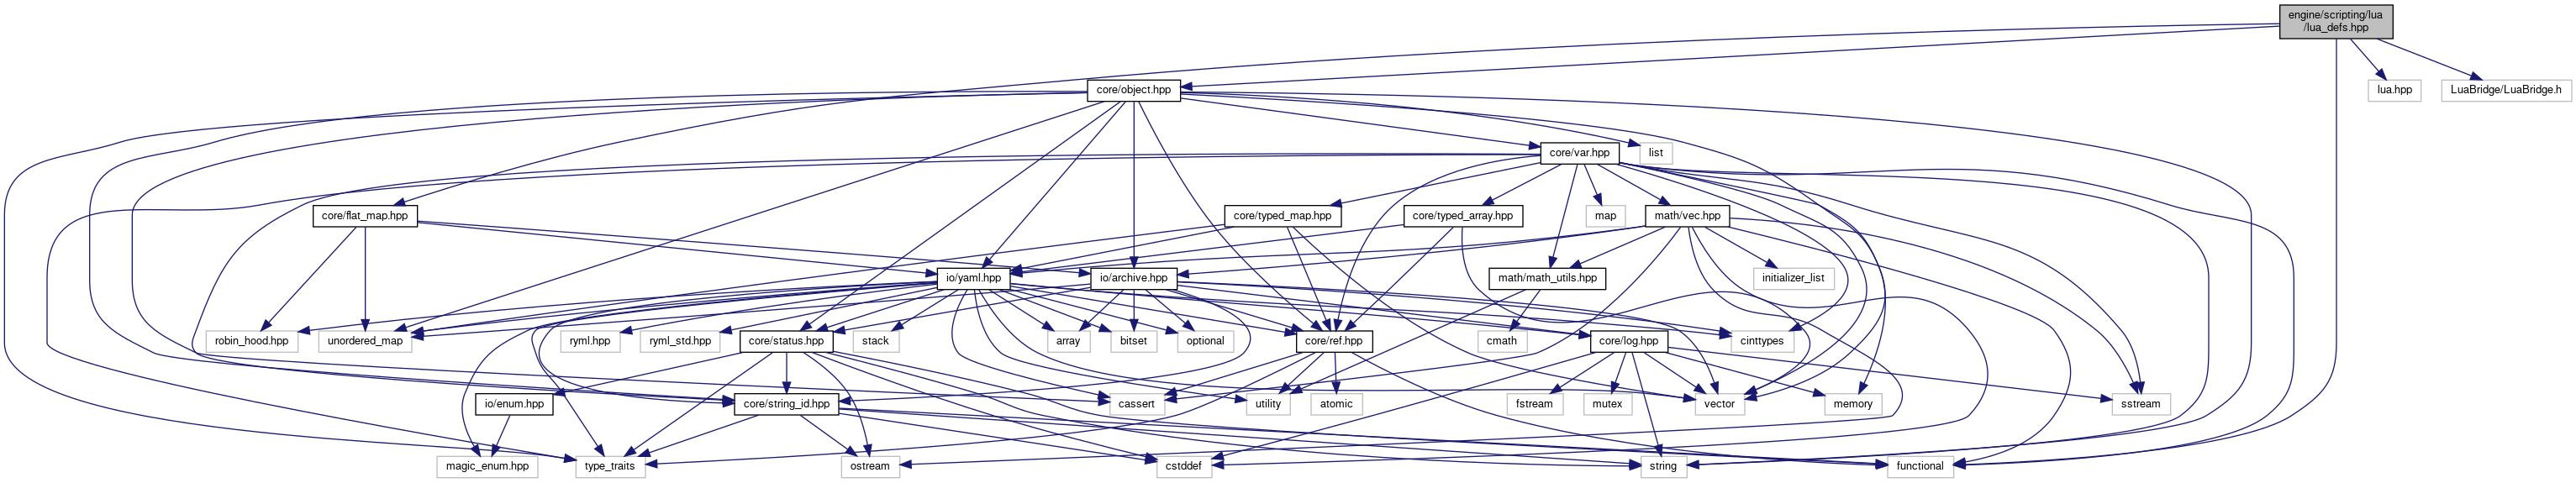 engine/scripting/lua
/lua_defs.hpp
core/object.hpp
lua.hpp
LuaBridge/LuaBridge.h
core/var.hpp
list
core/flat_map.hpp
core/typed_map.hpp
core/typed_array.hpp
map
math/vec.hpp
io/yaml.hpp
io/archive.hpp
math/math_utils.hpp
initializer_list
robin_hood.hpp
unordered_map
ryml.hpp
ryml_std.hpp
core/status.hpp
stack
array
bitset
optional
core/ref.hpp
cmath
core/log.hpp
cinttypes
io/enum.hpp
core/string_id.hpp
cassert
utility
atomic
fstream
mutex
vector
memory
sstream
magic_enum.hpp
type_traits
ostream
cstddef
string
functional